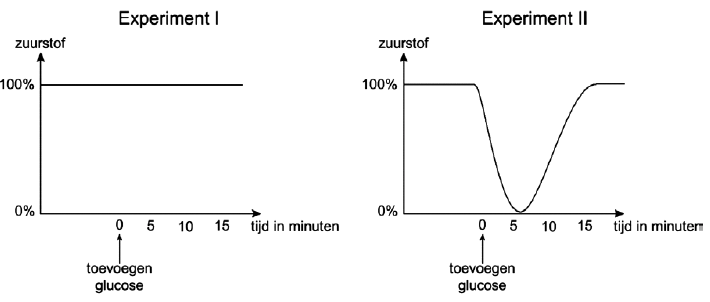 Experiment I
zuurstof
100%
0%
0 5 10 15 tijd in minuten
toevoegen
glucose
Experiment II
zuurstof
100%
0%
0 5 10 15 tijd in minuten
toevoegen
glucose